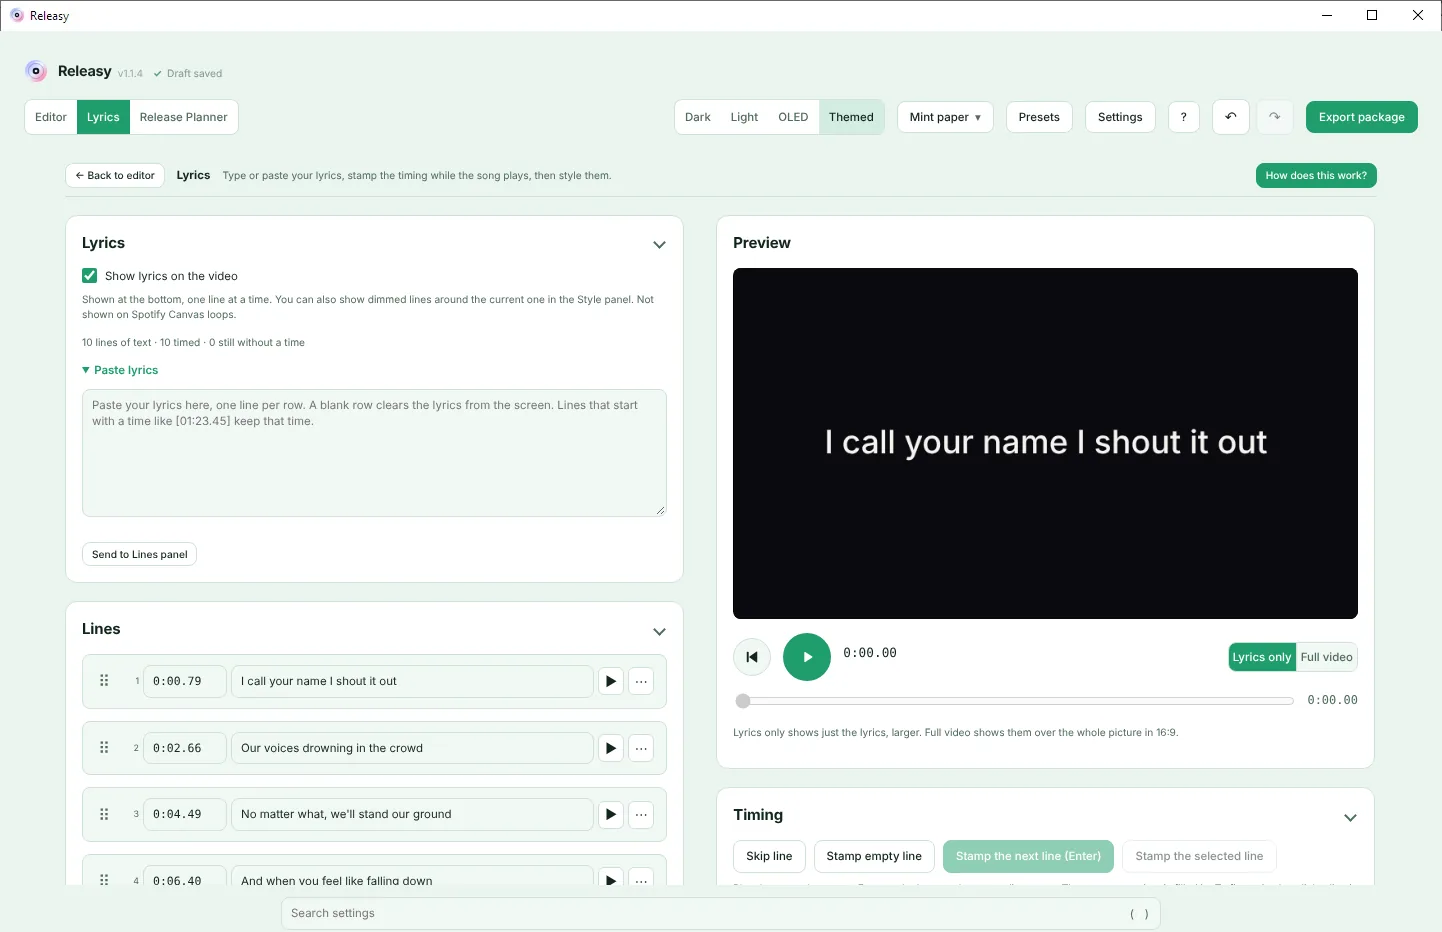 Releasy
Releasy v1.1.4 ✓ Draft saved
Editor Lyrics Release Planner
Dark Light OLED Themed Mint paper ▾ Presets Settings ? Export package
← Back to editor Lyrics Type or paste your lyrics, stamp the timing while the song plays, then style them. How does this work?
Lyrics
Show lyrics on the video
Shown at the bottom, one line at a time. You can also show dimmed lines around the current one in the Style panel. Not
shown on Spotify Canvas loops.
10 lines of text · 10 timed · 0 still without a time
▼ Paste lyrics
Paste your lyrics here, one line per row. A blank row clears the lyrics from the screen. Lines that start
with a time like [01:23.45] keep that time.
Send to Lines panel
Lines
1 0:00.79 I call your name I shout it out
2 0:02.66 Our voices drowning in the crowd
3 0:04.49 No matter what, we'll stand our ground
4 0:06.40 And when you feel like falling down
Preview
I call your name I shout it out
0:00.00
Lyrics only Full video
0:00.00
Lyrics only shows just the lyrics, larger. Full video shows them over the whole picture in 16:9.
Timing
Skip line Stamp empty line Stamp the next line (Enter) Stamp the selected line
Search settings ( )